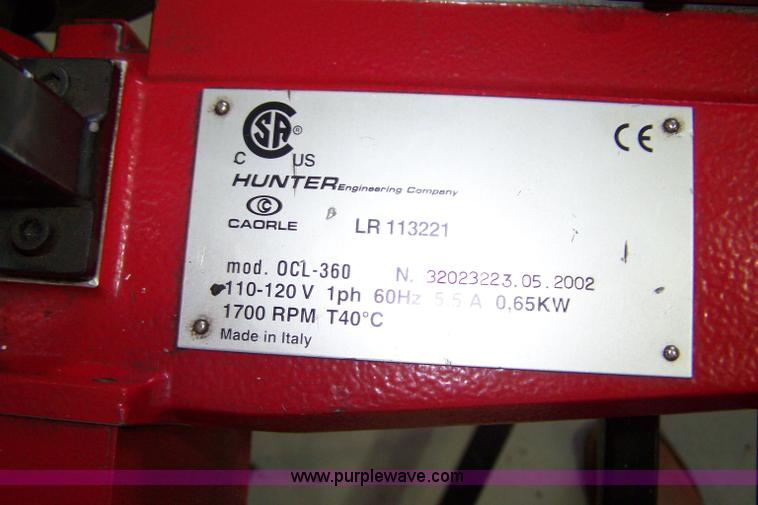 CSA®
C US
CE
HUNTER Engineering Company
CAORLE
LR 113221
mod. OCL-360 N. 32023223.05.2002
110-120 V 1ph 60Hz 5.5 A 0,65KW
1700 RPM T40°C
Made in Italy
www.purplewave.com